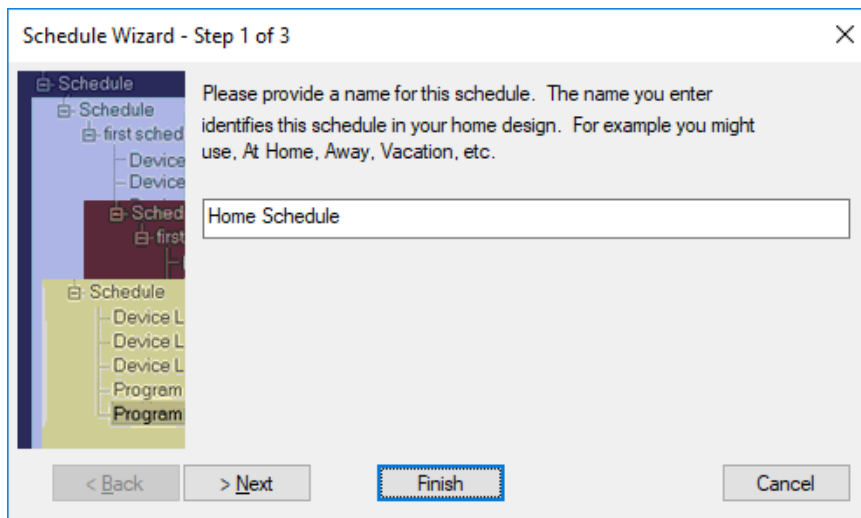 Schedule Wizard - Step 1 of 3
Schedule
Schedule
first sched
Device
Device
Sched
first
Schedule
Device L
Device L
Device L
Program
Program
Please provide a name for this schedule. The name you enter
identifies this schedule in your home design. For example you might
use, At Home, Away, Vacation, etc.
Home Schedule
< Back
> Next
Finish
Cancel